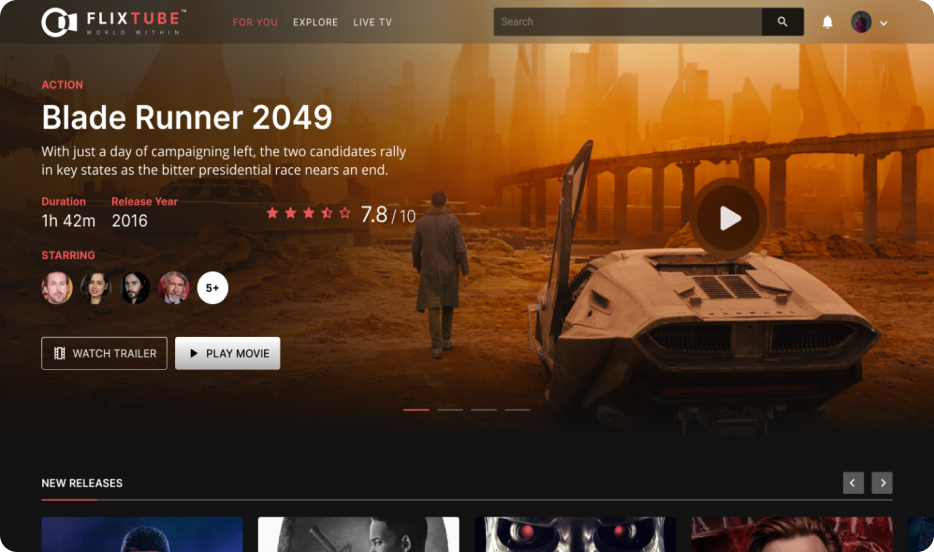 FLIXTUBE™
WORLD WITHIN
FOR YOU EXPLORE LIVE TV
Search
ACTION
Blade Runner 2049
With just a day of campaigning left, the two candidates rally
in key states as the bitter presidential race nears an end.
Duration Release Year
1h 42m 2016
7.8 / 10
STARRING
5+
WATCH TRAILER PLAY MOVIE
NEW RELEASES